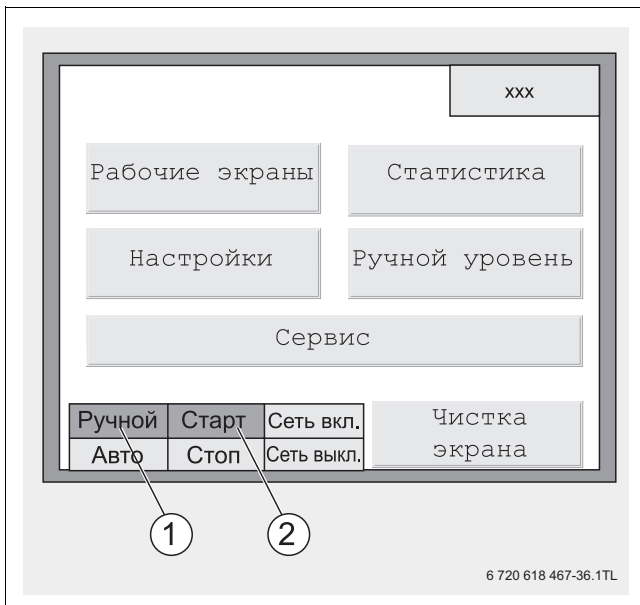 xxx
Рабочие экраны
Статистика
Настройки
Ручной уровень
Сервис
Ручной
Старт
Сеть вкл.
Авто
Стоп
Сеть выкл.
Чистка
экрана
1
2
6 720 618 467-36.1TL